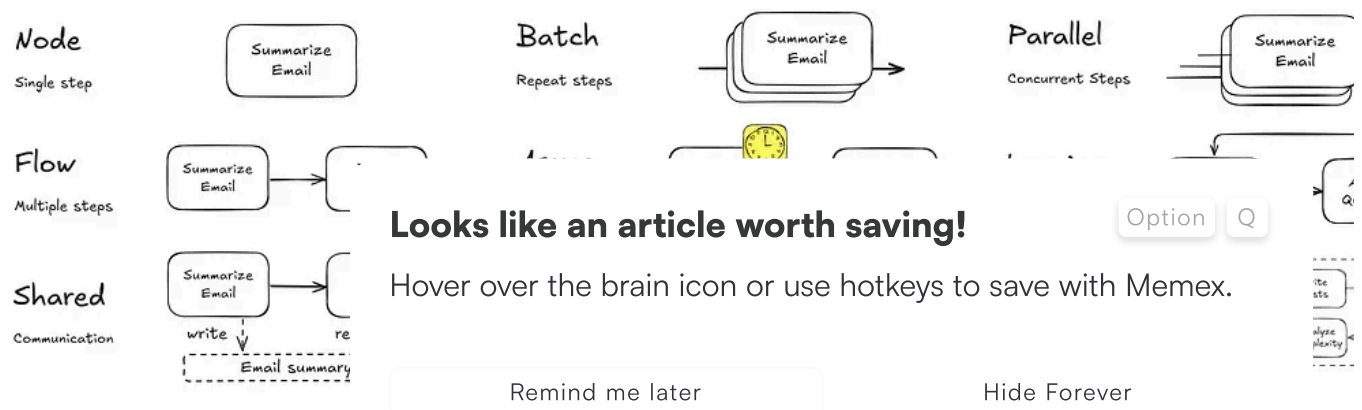 Node
Single step
Summarize
Email
Batch
Repeat steps
Summarize
Email
Parallel
Concurrent Steps
Summarize
Email
Flow
Multiple steps
Summarize
Email
Shared
Communication
Summarize
Email
write
Email summary
Looks like an article worth saving!
Option
Q
Hover over the brain icon or use hotkeys to save with Memex.
Remind me later
Hide Forever